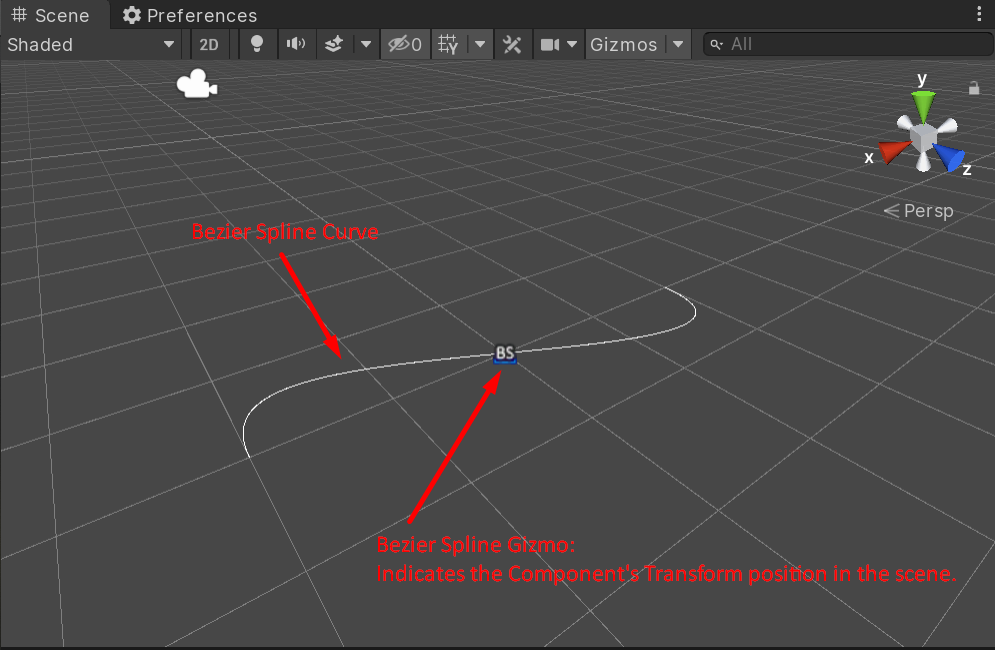 Scene Preferences
Shaded 2D 0 Gizmos All
y
x
z
Persp
Bezier Spline Curve
BS
Bezier Spline Gizmo:
Indicates the Component's Transform position in the scene.